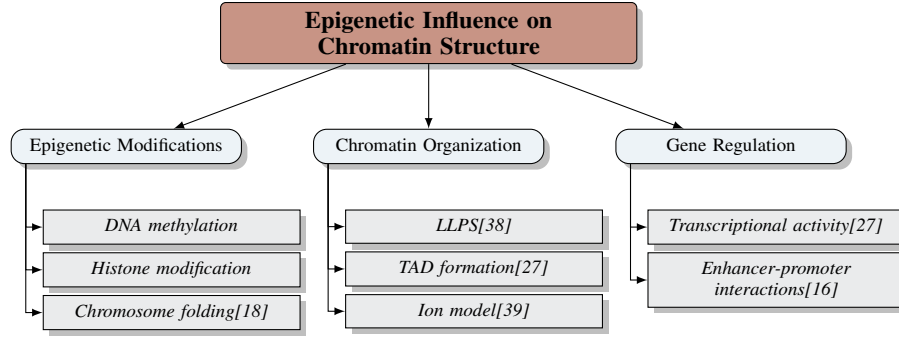 Epigenetic Influence on
Chromatin Structure
Epigenetic Modifications
Chromatin Organization
Gene Regulation
DNA methylation
LLPS[38]
Transcriptional activity[27]
Histone modification
TAD formation[27]
Enhancer-promoter
interactions[16]
Chromosome folding[18]
Ion model[39]